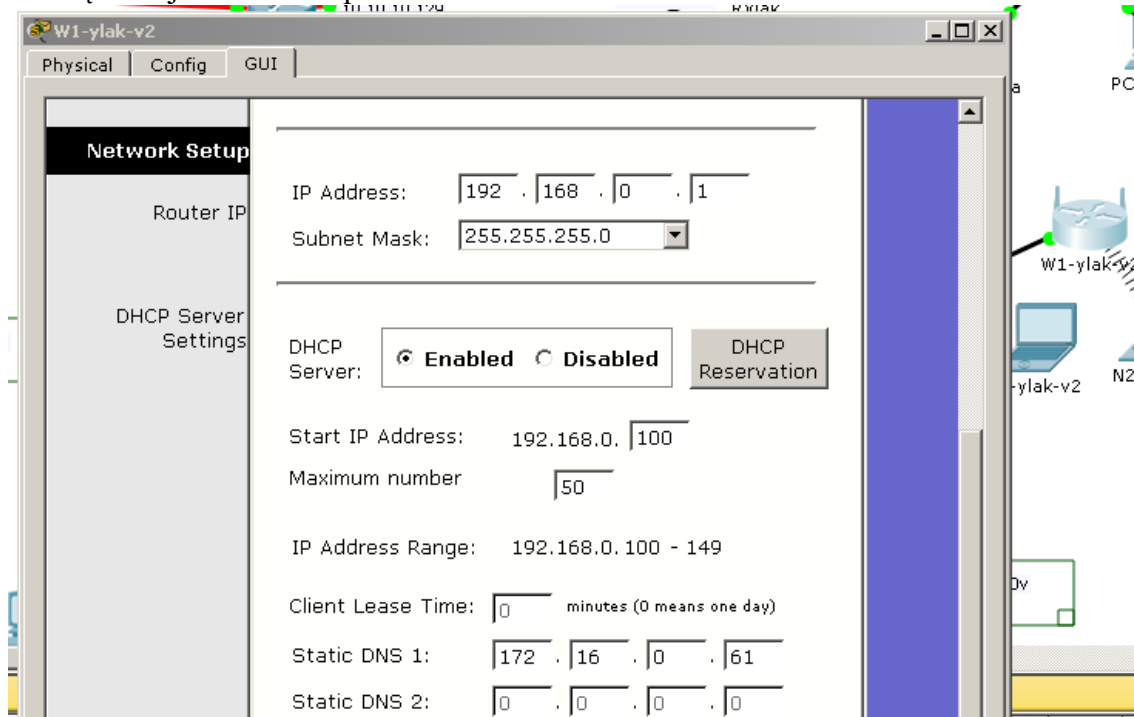 10.10.10.129
W1-ylak-v2
Physical Config GUI
PC
Network Setup
IP Address: 192 . 168 . 0 . 1
Router IP
Subnet Mask: 255.255.255.0
W1-ylak-v2
DHCP Server Settings
DHCP Server: Enabled Disabled
DHCP Reservation
-ylak-v2
N2
Start IP Address: 192.168.0. 100
Maximum number 50
IP Address Range: 192.168.0. 100 - 149
Client Lease Time: 0 minutes (0 means one day)
Static DNS 1: 172 . 16 . 0 . 61
Static DNS 2: 0 . 0 . 0 . 0